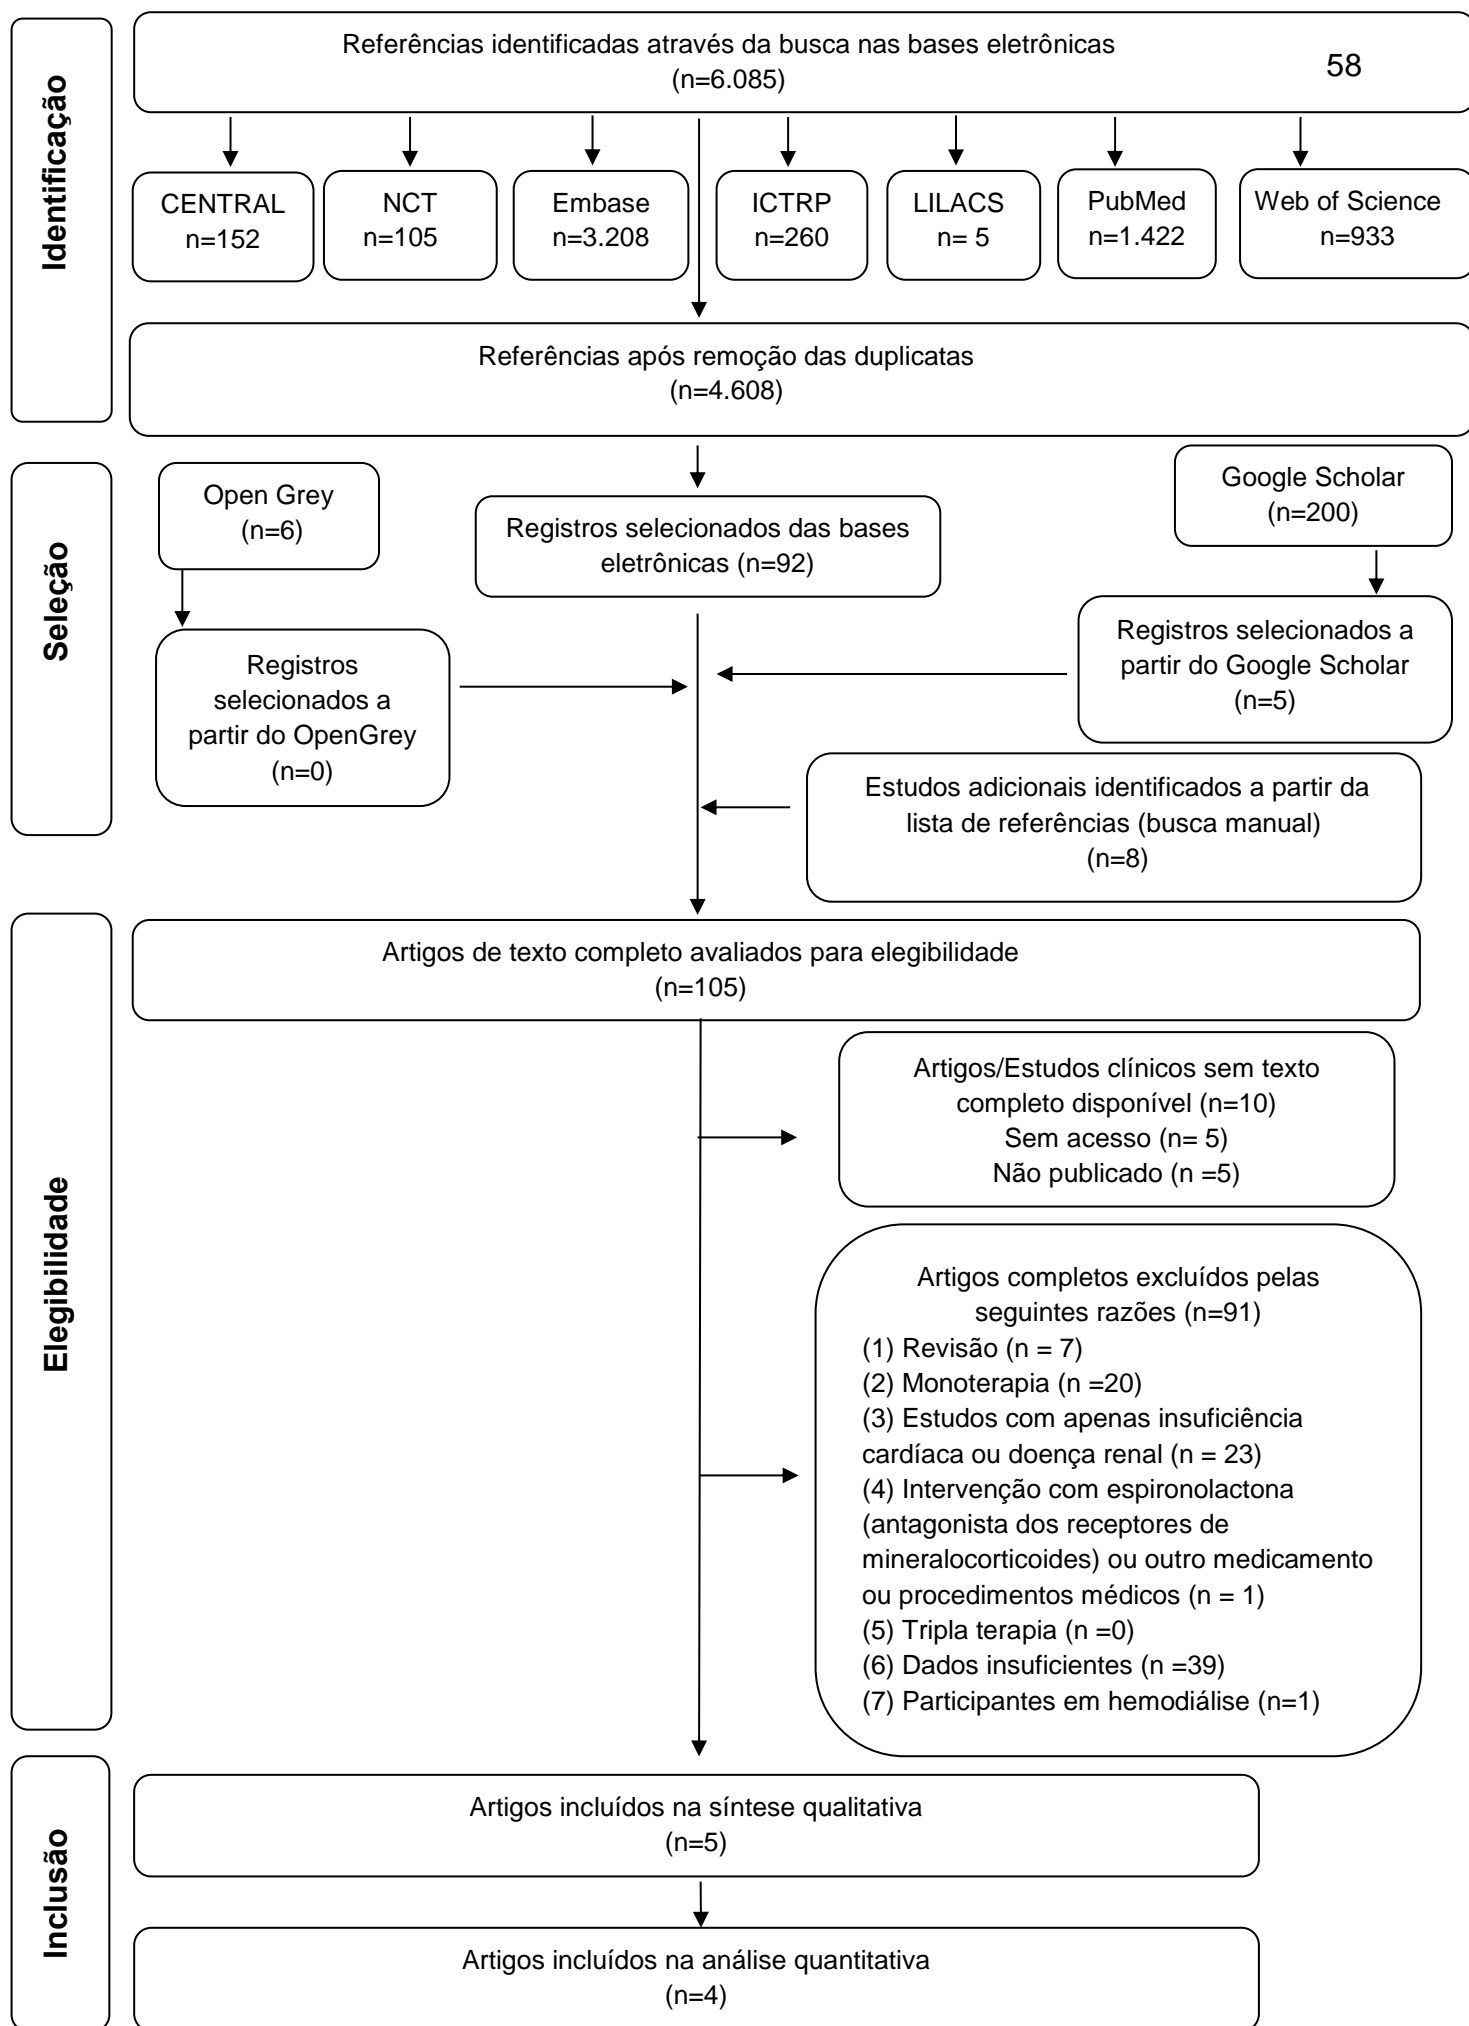 Identificação
Referências identificadas através da busca nas bases eletrônicas
(n=6.085)
58
CENTRAL
n=152
NCT
n=105
Embase
n=3.208
ICTRP
n=260
LILACS
n= 5
PubMed
n=1.422
Web of Science
n=933
Referências após remoção das duplicatas
(n=4.608)
Seleção
Open Grey
(n=6)
Registros selecionados das bases
eletrônicas (n=92)
Google Scholar
(n=200)
Registros
selecionados a
partir do OpenGrey
(n=0)
Registros selecionados a
partir do Google Scholar
(n=5)
Estudos adicionais identificados a partir da
lista de referências (busca manual)
(n=8)
Elegibilidade
Artigos de texto completo avaliados para elegibilidade
(n=105)
Artigos/Estudos clínicos sem texto
completo disponível (n=10)
Sem acesso (n= 5)
Não publicado (n =5)
Artigos completos excluídos pelas
seguintes razões (n=91)
(1) Revisão (n = 7)
(2) Monoterapia (n =20)
(3) Estudos com apenas insuficiência
cardíaca ou doença renal (n = 23)
(4) Intervenção com espironolactona
(antagonista dos receptores de
mineralocorticoides) ou outro medicamento
ou procedimentos médicos (n = 1)
(5) Tripla terapia (n =0)
(6) Dados insuficientes (n =39)
(7) Participantes em hemodiálise (n=1)
Inclusão
Artigos incluídos na síntese qualitativa
(n=5)
Artigos incluídos na análise quantitativa
(n=4)